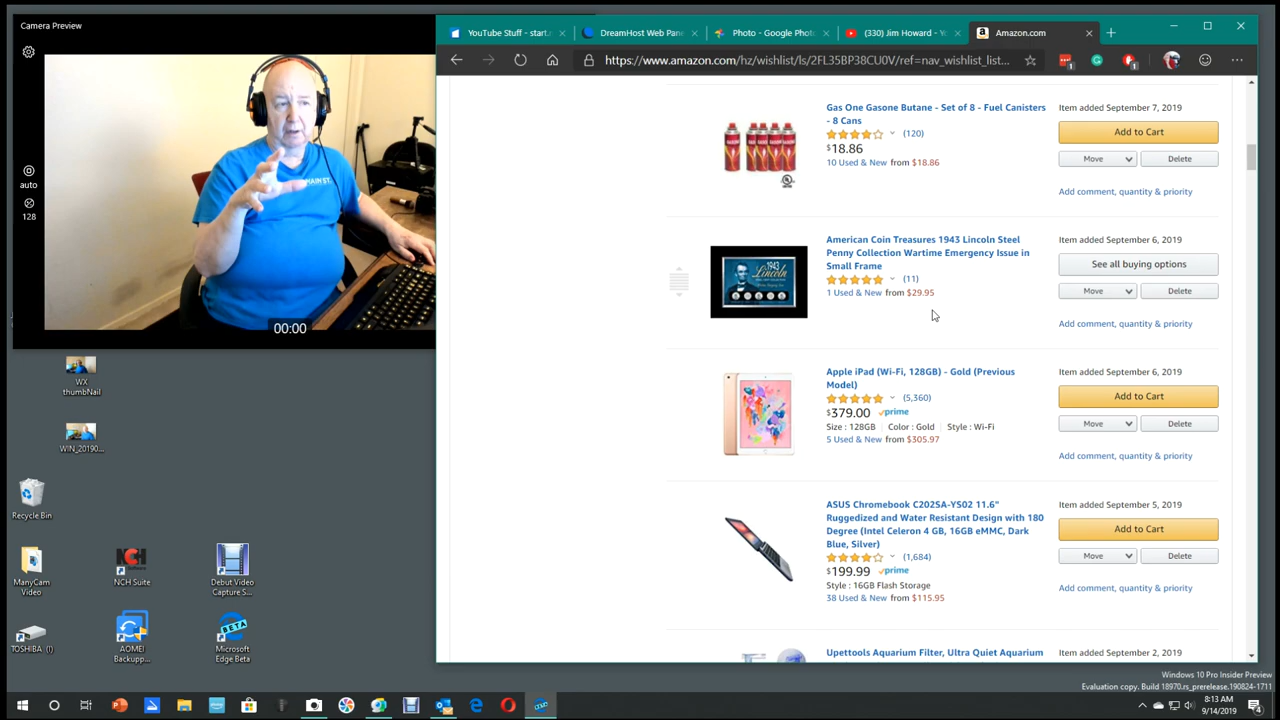 Camera Preview
auto
128
MAIN ST.
00:00
WX
thumbNail
WIN_20190...
Recycle Bin
ManyCam
Video
NCH Suite
Debut Video
Capture S...
TOSHIBA (I)
AOMEI
Backupp...
Microsoft
Edge Beta
YouTube Stuff - start.
DreamHost Web Pan
Photo - Google Phot
(330) Jim Howard - Y
Amazon.com
https://www.amazon.com/hz/wishlist/ls/2FL35BP38CU0V/ref=nav_wishlist_list...
Gas One Gasone Butane - Set of 8 - Fuel Canisters
- 8 Cans
(120)
$18.86
10 Used & New from $18.86
Item added September 7, 2019
Add to Cart
Move
Delete
Add comment, quantity & priority
American Coin Treasures 1943 Lincoln Steel
Penny Collection Wartime Emergency Issue in
Small Frame
(11)
1 Used & New from $29.95
1943
Lincoln
Item added September 6, 2019
See all buying options
Move
Delete
Add comment, quantity & priority
Apple iPad (Wi-Fi, 128GB) - Gold (Previous
Model)
(5,360)
$379.00 prime
Size : 128GB | Color : Gold | Style : Wi-Fi
5 Used & New from $305.97
Item added September 6, 2019
Add to Cart
Move
Delete
Add comment, quantity & priority
ASUS Chromebook C202SA-YS02 11.6"
Ruggedized and Water Resistant Design with 180
Degree (Intel Celeron 4 GB, 16GB eMMC, Dark
Blue, Silver)
(1,684)
$199.99 prime
Style : 16GB Flash Storage
38 Used & New from $115.95
Item added September 5, 2019
Add to Cart
Move
Delete
Add comment, quantity & priority
Upettools Aquarium Filter, Ultra Quiet Aquarium
Item added September 2, 2019
Windows 10 Pro Insider Preview
Evaluation copy. Build 18970.rs_prerelease.190824-1711
8:13 AM
9/14/2019